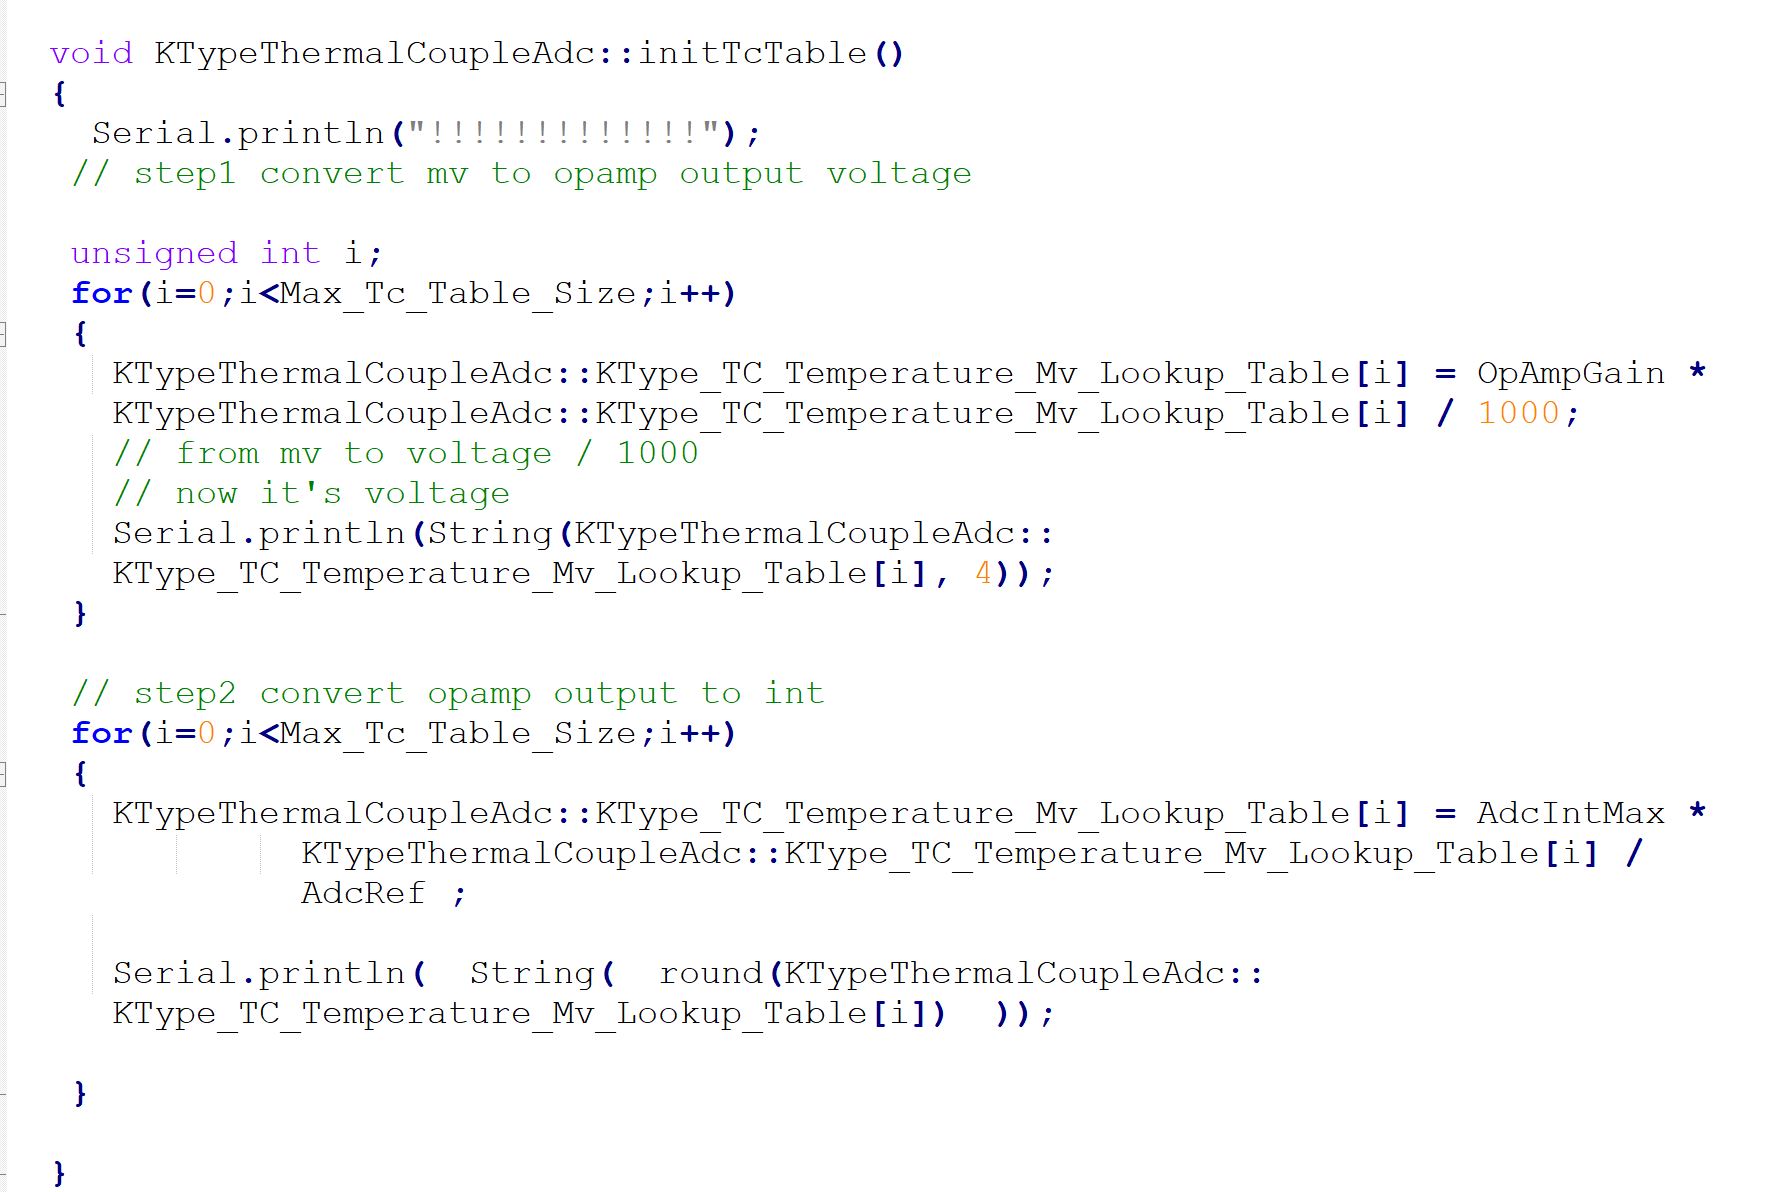 void KTypeThermalCoupleAdc::initTcTable()
{
Serial.println("!!!!!!!!!!!!!");
// step1 convert mv to opamp output voltage
unsigned int i;
for(i=0;i<Max_Tc_Table_Size;i++)
{
KTypeThermalCoupleAdc::KType_TC_Temperature_Mv_Lookup_Table[i] = OpAmpGain *
KTypeThermalCoupleAdc::KType_TC_Temperature_Mv_Lookup_Table[i] / 1000;
// from mv to voltage / 1000
// now it's voltage
Serial.println(String(KTypeThermalCoupleAdc::
KType_TC_Temperature_Mv_Lookup_Table[i], 4));
}
// step2 convert opamp output to int
for(i=0;i<Max_Tc_Table_Size;i++)
{
KTypeThermalCoupleAdc::KType_TC_Temperature_Mv_Lookup_Table[i] = AdcIntMax *
KTypeThermalCoupleAdc::KType_TC_Temperature_Mv_Lookup_Table[i] /
AdcRef ;
Serial.println(  String(  round(KTypeThermalCoupleAdc::
KType_TC_Temperature_Mv_Lookup_Table[i])  ));
}
}